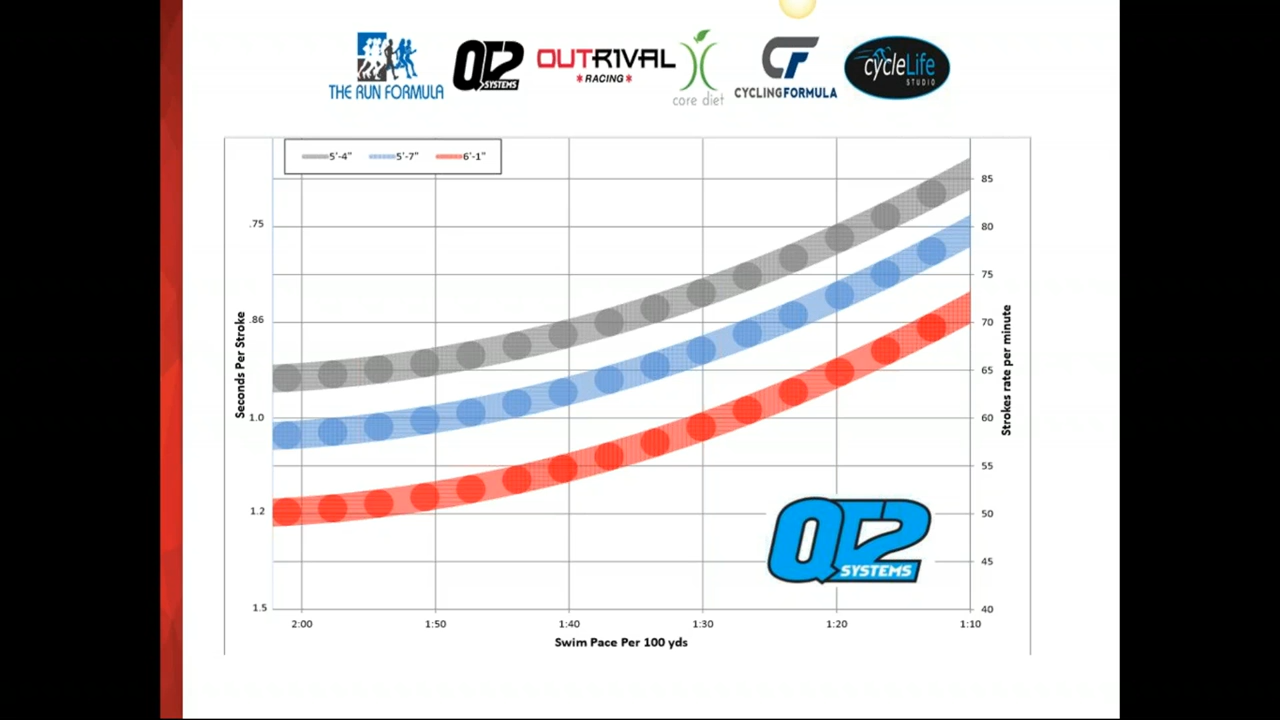 THE RUN FORMULA
QT2
SYSTEMS
OUTRIVAL
RACING
core diet
CF
CYCLINGFORMULA
cycleLife
STUDIO
5'-4"
5'-7"
6'-1"
Seconds Per Stroke
.75
.86
1.0
1.2
1.5
85
80
75
70
65
60
55
50
45
40
Strokes rate per minute
QT2
SYSTEMS
2:00
1:50
1:40
1:30
1:20
1:10
Swim Pace Per 100 yds